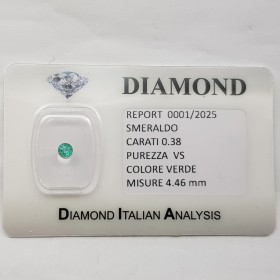 DIAMOND
REPORT 0001/2025
SMERALDO
CARATI 0.38
PUREZZA VS
COLORE VERDE
MISURE 4.46 mm
DIAMOND ITALIAN ANALYSIS